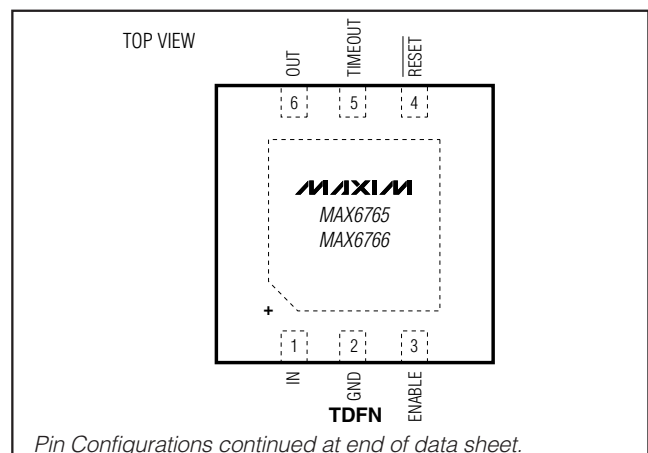 TOP VIEW
OUT
TIMEOUT
RESET
6
5
4
MAXIM
MAX6765
MAX6766
+
1
2
3
IN
GND
ENABLE
TDFN
Pin Configurations continued at end of data sheet.